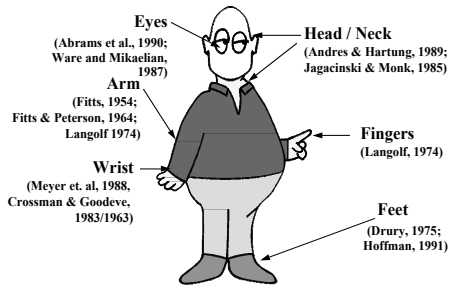 Eyes
(Abrams et al., 1990;
Ware and Mikaelian,
1987)
Head / Neck
(Andres & Hartung, 1989;
Jagacinski & Monk, 1985)
Arm
(Fitts, 1954;
Fitts & Peterson, 1964;
Langolf 1974)
Fingers
(Langolf, 1974)
Wrist
(Meyer et. al, 1988,
Crossman & Goodeve,
1983/1963)
Feet
(Drury, 1975;
Hoffman, 1991)